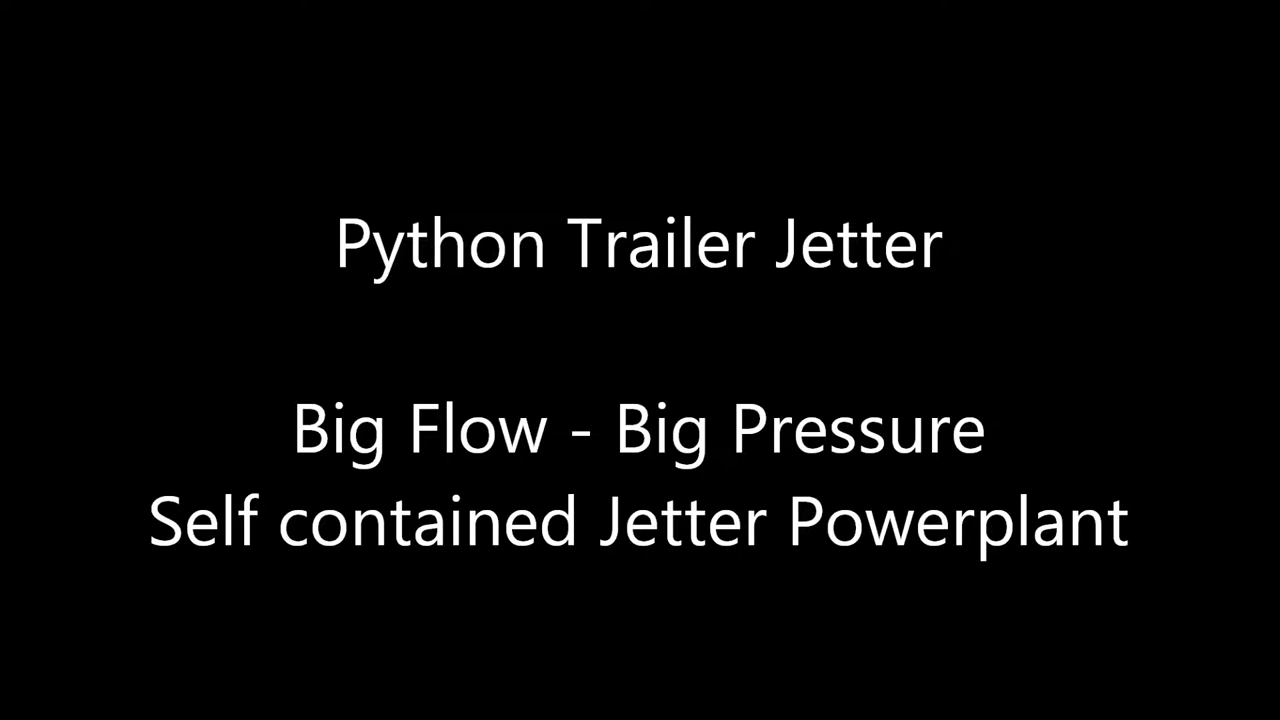 Python Trailer Jetter
Big Flow - Big Pressure
Self contained Jetter Powerplant